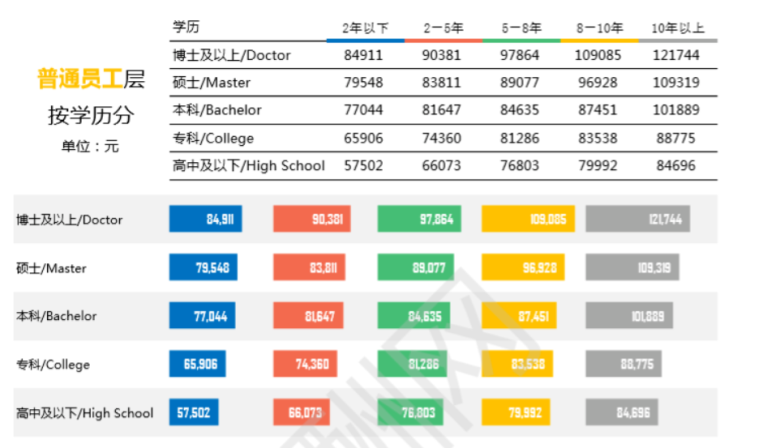 学历 2年以下 2－5年 5－8年 8－10年 10年以上
博士及以上/Doctor 84911 90381 97864 109085 121744
普通员工层
硕士/Master 79548 83811 89077 96928 109319
按学历分
本科/Bachelor 77044 81647 84635 87451 101889
单位：元
专科/College 65906 74360 81286 83538 88775
高中及以下/High School 57502 66073 76803 79992 84696
博士及以上/Doctor 84,911 90,381 97,864 109,085 121,744
硕士/Master 79,548 83,811 89,077 96,928 109,319
本科/Bachelor 77,044 81,647 84,635 87,451 101,889
专科/College 65,906 74,360 81,286 83,538 88,775
高中及以下/High School 57,502 66,073 76,803 79,992 84,696